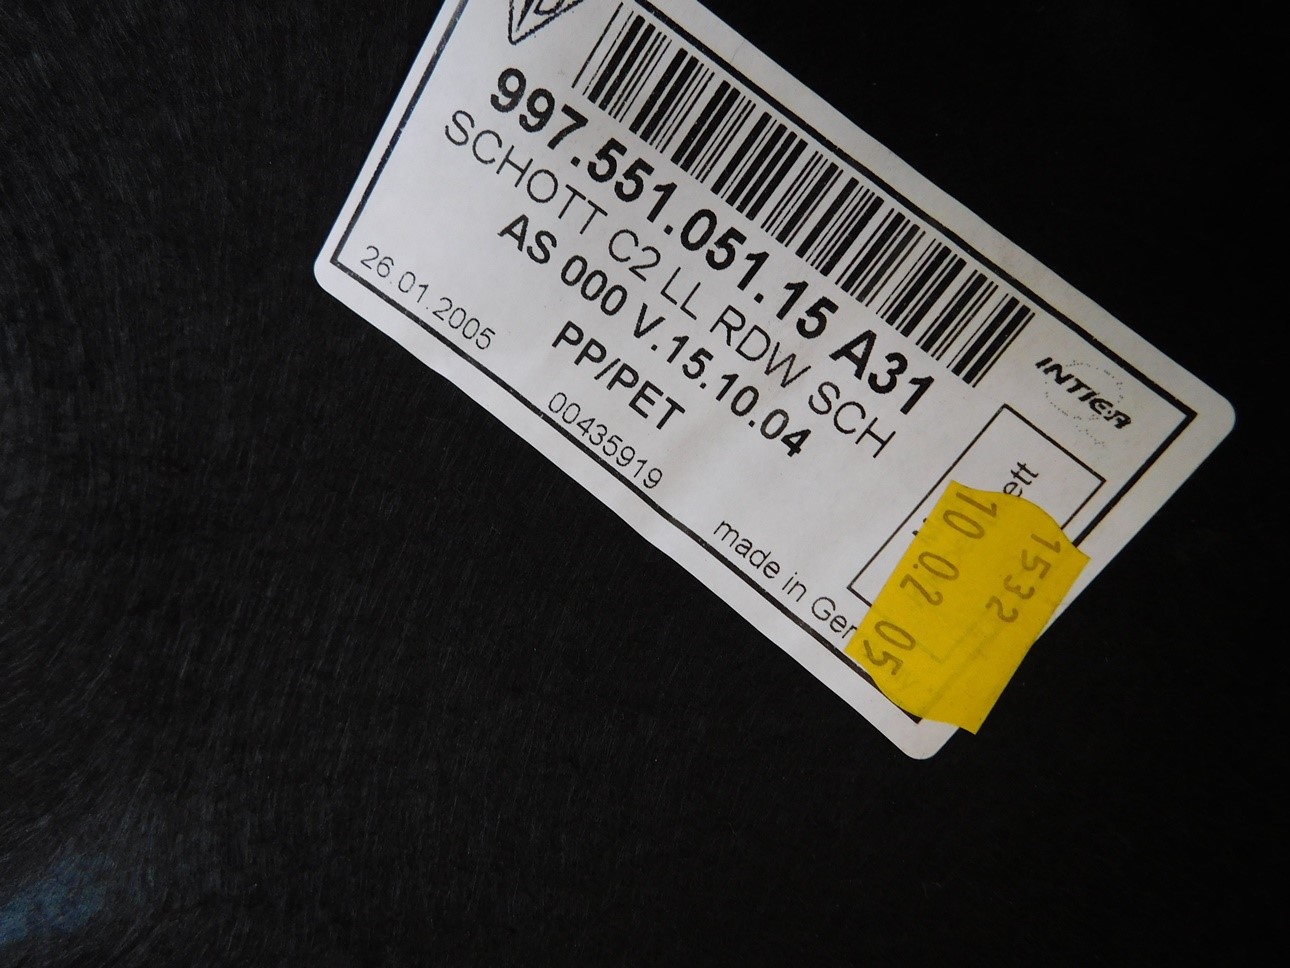 997.551.051.15 A31
SCHOTT C2 LL RDW SCH
AS 000 V.15.10.04
PP/PET
26.01.2005
00435919
made in Ger
INTIER
1532
10 02 05